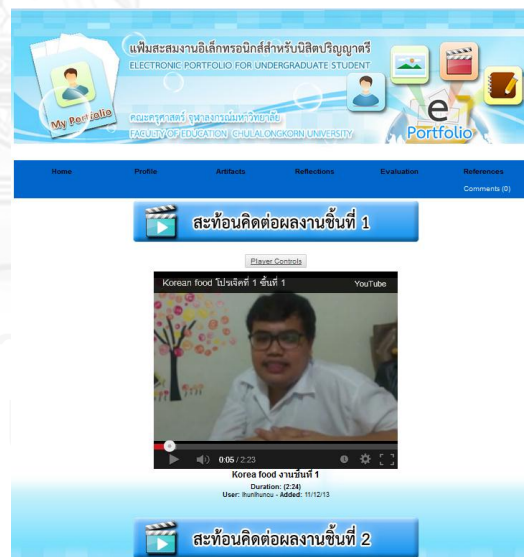 แฟ้มสะสมงานอิเล็กทรอนิกส์สำหรับนิสิตปริญญาตรี
ELECTRONIC PORTFOLIO FOR UNDERGRADUATE STUDENT
My Portfolio
คณะครุศาสตร์ จุฬาลงกรณ์มหาวิทยาลัย
FACULTY OF EDUCATION CHULALONGKORN UNIVERSITY
e
Portfolio
Home Profile Artifacts Reflections Evaluation References
Comments (0)
สะท้อนคิดต่อผลงานชิ้นที่ 1
Player Controls
Korean food โปรเจ็คที่ 1 ชิ้นที่ 1 YouTube
0:05 / 2:23
Korea food งานชิ้นที่ 1
Duration: (2:24)
User: - Added: 11/12/13
สะท้อนคิดต่อผลงานชิ้นที่ 2